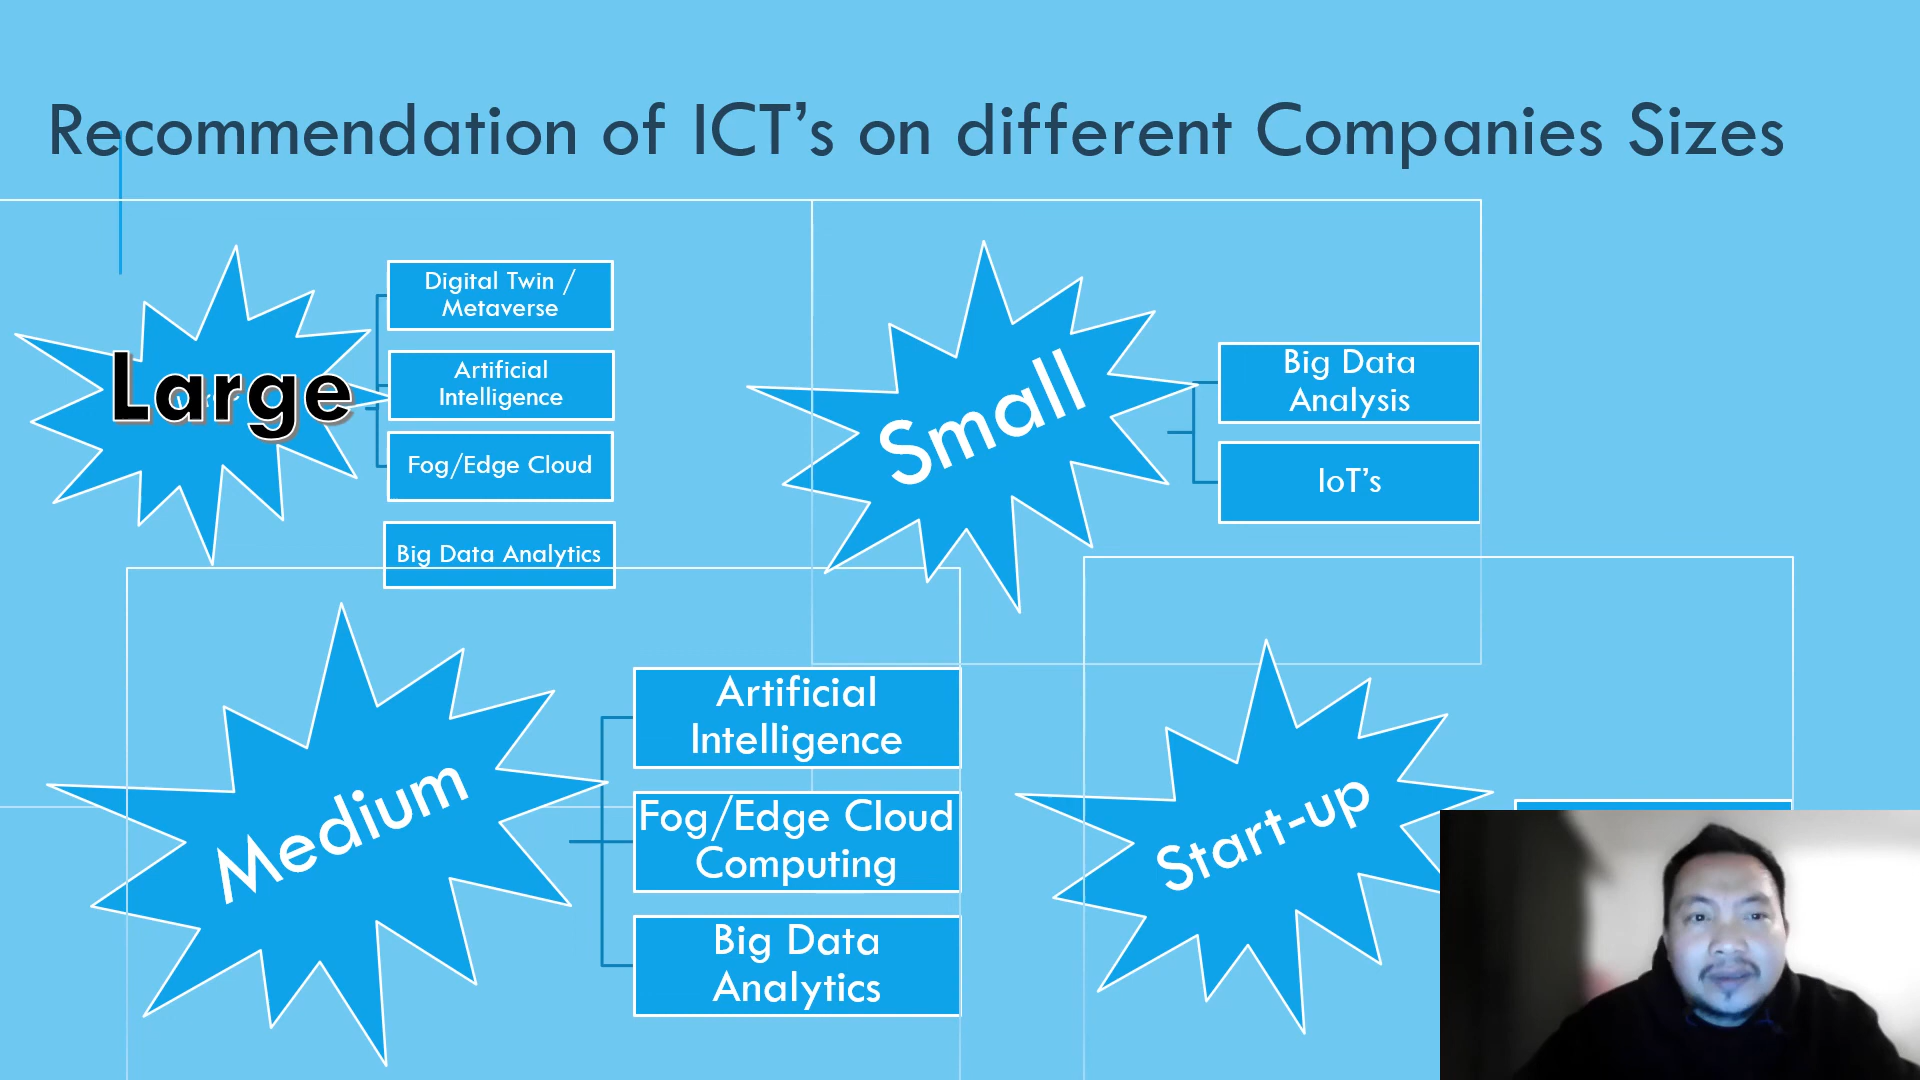 Recommendation of ICT’s on different Companies Sizes
Large
Digital Twin /
Metaverse
Artificial
Intelligence
Fog/Edge Cloud
Big Data Analytics
Small
Big Data
Analysis
IoT’s
Medium
Artificial
Intelligence
Fog/Edge Cloud
Computing
Big Data
Analytics
Start-up